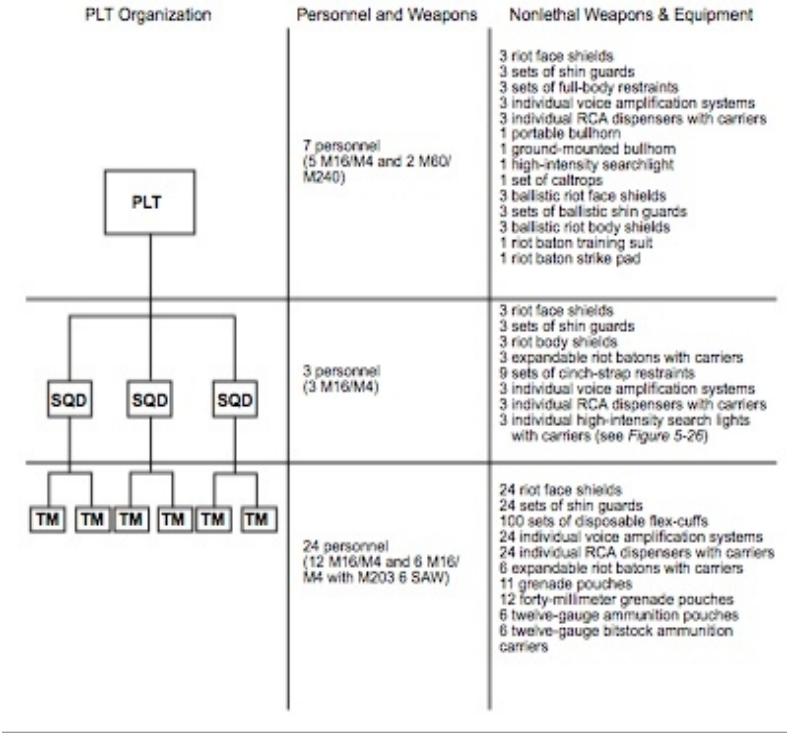 PLT Organization
Personnel and Weapons
Nonlethal Weapons & Equipment
PLT
7 personnel
(5 M16/M4 and 2 M60/
M240)
3 riot face shields
3 sets of shin guards
3 sets of full-body restraints
3 individual voice amplification systems
3 individual RCA dispensers with carriers
1 portable bullhorn
1 ground-mounted bullhorn
1 high-intensity searchlight
1 set of caltrops
3 ballistic riot face shields
3 sets of ballistic shin guards
3 ballistic riot body shields
1 riot baton training suit
1 riot baton strike pad
SQD
SQD
SQD
3 personnel
(3 M16/M4)
3 riot face shields
3 sets of shin guards
3 riot body shields
3 expandable riot batons with carriers
9 sets of cinch-strap restraints
3 individual voice amplification systems
3 individual RCA dispensers with carriers
3 individual high-intensity search lights
with carriers (see Figure 5-26)
TM
TM
TM
TM
TM
TM
24 personnel
(12 M16/M4 and 6 M16/
M4 with M203 6 SAW)
24 riot face shields
24 sets of shin guards
100 sets of disposable flex-cuffs
24 individual voice amplification systems
24 individual RCA dispensers with carriers
6 expandable riot batons with carriers
11 grenade pouches
12 forty-millimeter grenade pouches
6 twelve-gauge ammunition pouches
6 twelve-gauge bitstock ammunition
carriers